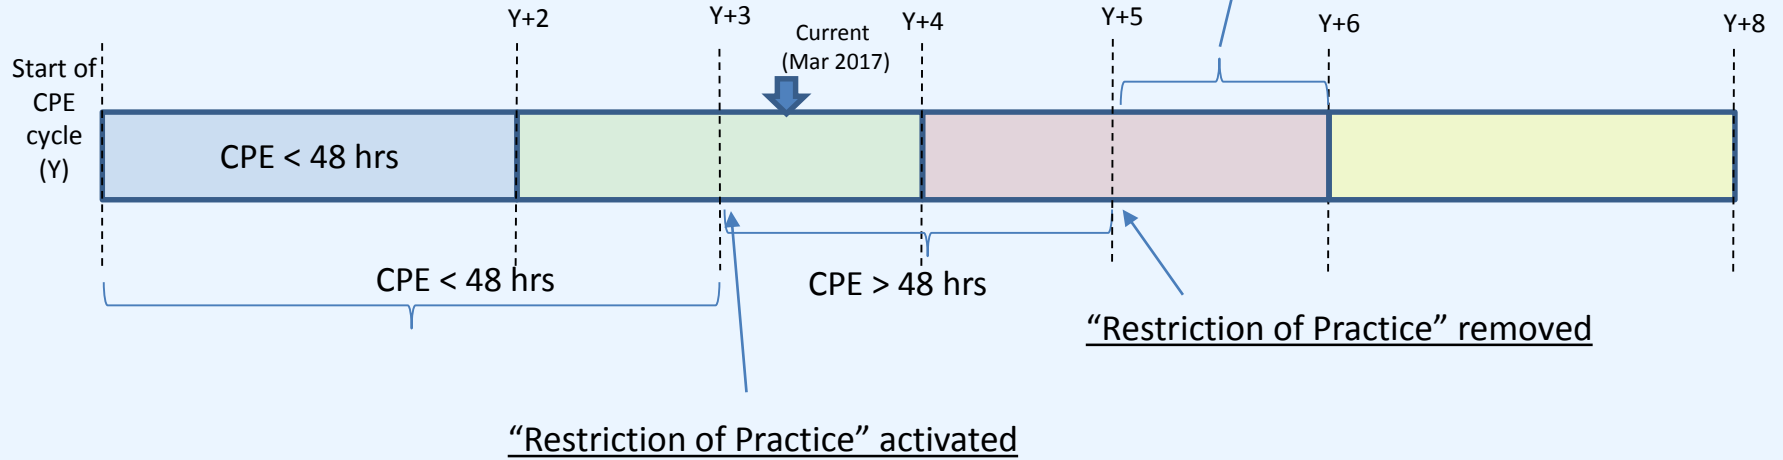 Y+2
Y+3
Y+4
Y+5
Y+6
Y+8
Current
(Mar 2017)
Start of
CPE
cycle
(Y)
CPE < 48 hrs
CPE < 48 hrs
CPE > 48 hrs
“Restriction of Practice” removed
“Restriction of Practice” activated